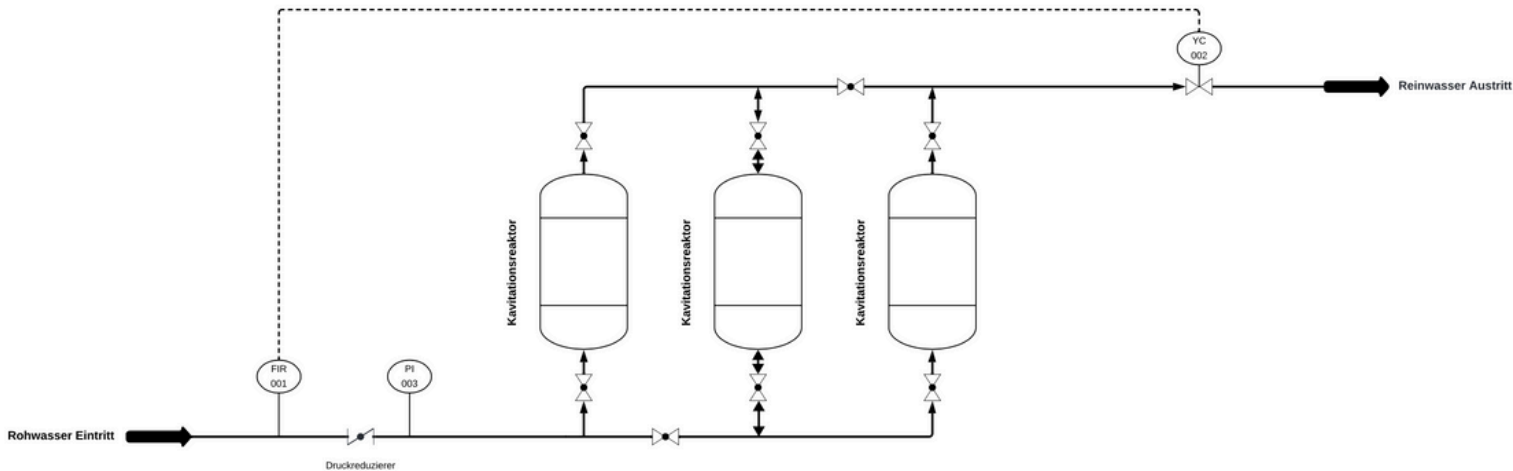 YC
002
Reinwasser Austritt
Kavitationsreaktor
Kavitationsreaktor
Kavitationsreaktor
FIR
001
PI
003
Rohwasser Eintritt
Druckreduzierer